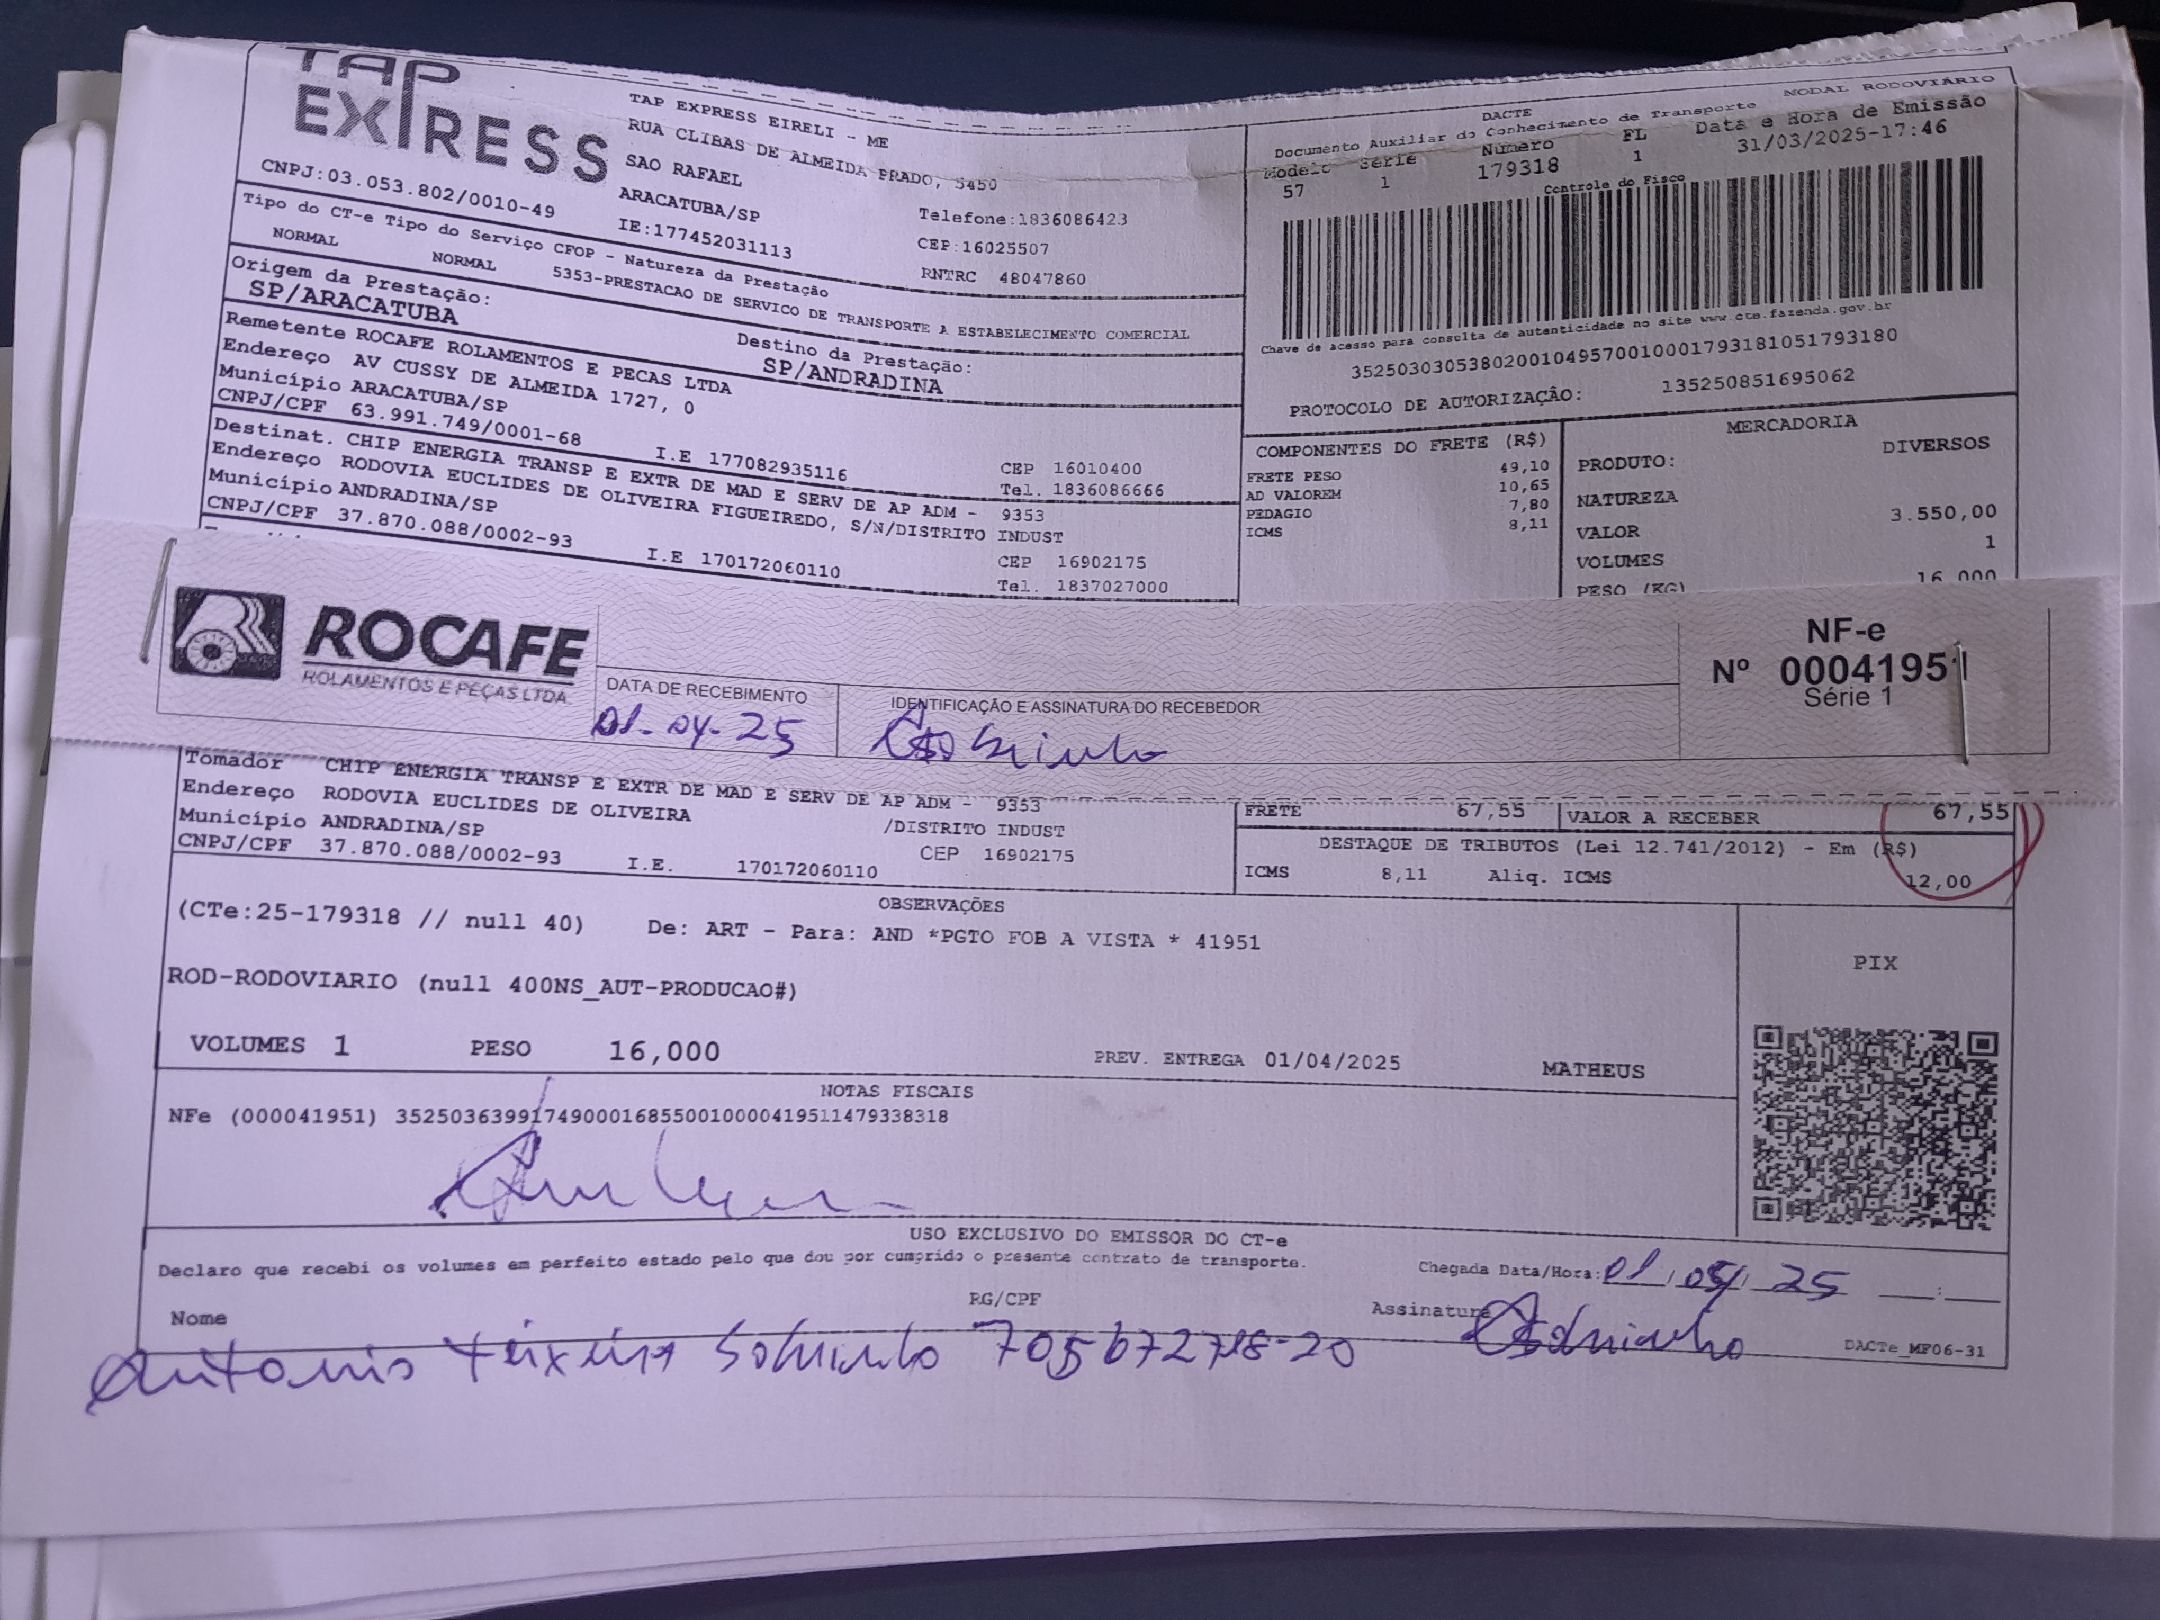 TAP EXPRESS
CNPJ:03.053.802/0010-49
TAP EXPRESS EIRELI - ME
RUA CLIBAS DE ALMEIDA PRADO, 5450
SAO RAFAEL
ARACATUBA/SP
IE:177452031113
Telefone:1836086423
CEP:16025507
RNTRC 48047860
Tipo do CT-e Tipo do Serviço CFOP - Natureza da Prestação
NORMAL NORMAL 5353-PRESTACAO DE SERVICO DE TRANSPORTE A ESTABELECIMENTO COMERCIAL
Origem da Prestação:
SP/ARACATUBA
Destino da Prestação:
SP/ANDRADINA
Remetente ROCAFE ROLAMENTOS E PECAS LTDA
Endereço AV CUSSY DE ALMEIDA 1727, 0
Município ARACATUBA/SP
CNPJ/CPF 63.991.749/0001-68 I.E 177082935116
CEP 16010400
Tel. 1836086666
Destinat. CHIP ENERGIA TRANSP E EXTR DE MAD E SERV DE AP ADM - 9353
Endereço RODOVIA EUCLIDES DE OLIVEIRA FIGUEIREDO, S/N/DISTRITO INDUST
Município ANDRADINA/SP
CNPJ/CPF 37.870.088/0002-93 I.E 170172060110
CEP 16902175
Tel. 1837027000
DACTE
Documento Auxiliar do Conhecimento de Transporte
MODAL RODOVIÁRIO
Modelo Série Número FL Data e Hora de Emissão
57 1 179318 1 31/03/2025-17:46
Controle do Fisco
Chave de acesso para consulta de autenticidade no site www.cte.fazenda.gov.br
35250303053802001049570010001793181051793180
PROTOCOLO DE AUTORIZAÇÂO: 135250851695062
COMPONENTES DO FRETE (R$)
FRETE PESO 49,10
AD VALOREM 10,65
PEDAGIO 7,80
ICMS 8,11
MERCADORIA
PRODUTO: DIVERSOS
NATUREZA
VALOR 3.550,00
VOLUMES 1
PESO (KG) 16,000
ROCAFE
ROLAMENTOS E PEÇAS LTDA.
DATA DE RECEBIMENTO
01-04-25
IDENTIFICAÇÃO E ASSINATURA DO RECEBEDOR
NF-e
Nº 00041951
Série 1
Tomador CHIP ENERGIA TRANSP E EXTR DE MAD E SERV DE AP ADM - 9353
Endereço RODOVIA EUCLIDES DE OLIVEIRA /DISTRITO INDUST
Município ANDRADINA/SP CEP 16902175
CNPJ/CPF 37.870.088/0002-93 I.E. 170172060110
FRETE 67,55 VALOR A RECEBER 67,55
DESTAQUE DE TRIBUTOS (Lei 12.741/2012) - Em (R$)
ICMS 8,11 Aliq. ICMS 12,00
OBSERVAÇÕES
(CTe:25-179318 // null 40) De: ART - Para: AND *PGTO FOB A VISTA * 41951
ROD-RODOVIARIO (null 400NS_AUT-PRODUCAO#)
PIX
VOLUMES 1 PESO 16,000 PREV. ENTREGA 01/04/2025 MATHEUS
NOTAS FISCAIS
NFe (000041951) 35250363991749000168550010000419511479338318
USO EXCLUSIVO DO EMISSOR DO CT-e
Declaro que recebi os volumes em perfeito estado pelo que dou por cumprido o presente contrato de transporte.
Chegada Data/Hora: 01/04/25 __:__
Nome RG/CPF Assinatura
Antonio Teixeira Sobrinho 705672718-20 Sobrinho
DACTe_MF06-31